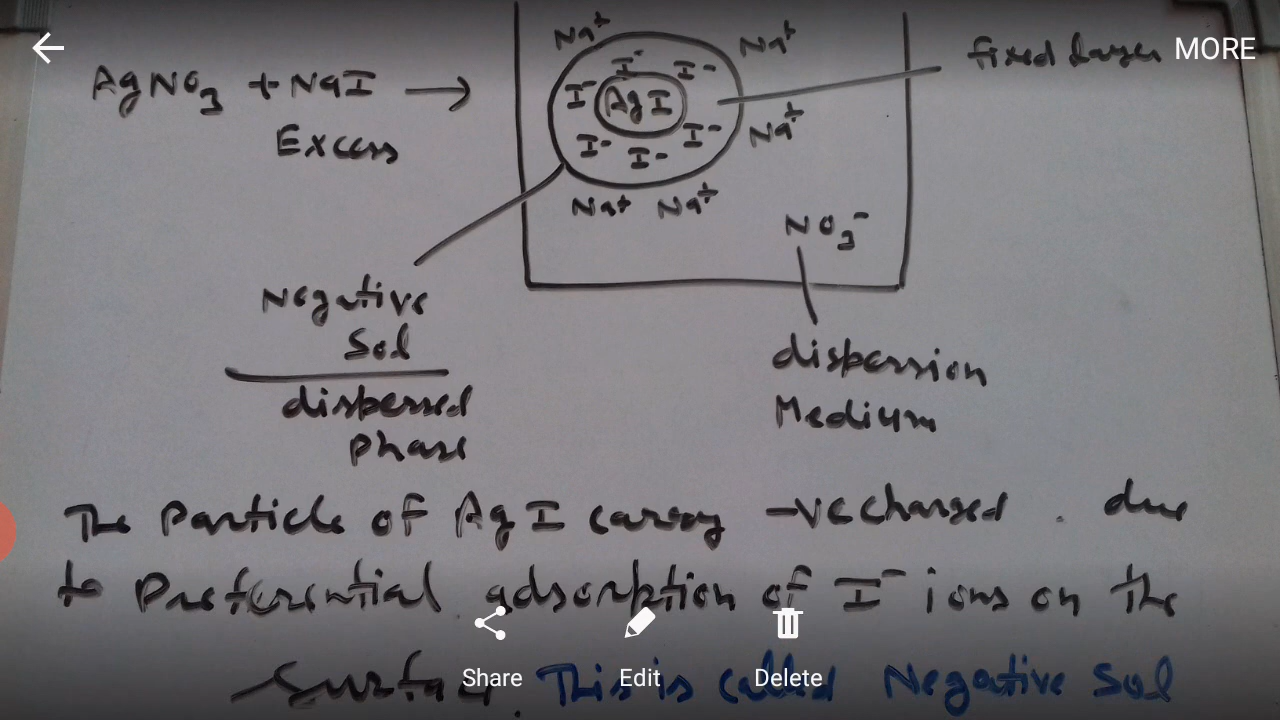 MORE
AgNO₃ + NaI →
Excess
Na⁺ Na⁺
I⁻ I⁻
I⁻ AgI
Na⁺
I⁻ I⁻ I⁻
Na⁺ Na⁺
fixed layer
NO₃⁻
Negative
Sol
dispersed
Phase
dispersion
Medium
The Particle of AgI carry -ve charged . due
to Preferential adsorption of I⁻ ions on the
Surface. This is called Negative Sol
Share Edit Delete